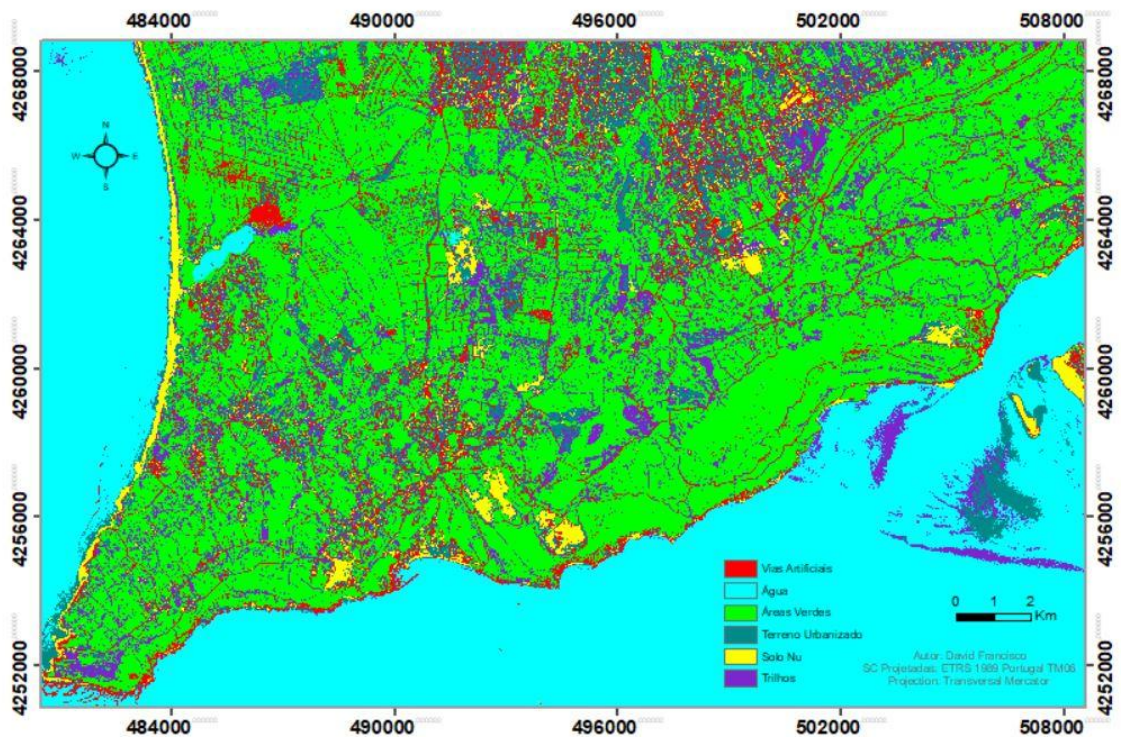 484000 490000 496000 502000 508000
4268000 4268000
N
W E
S
4264000 4264000
4260000 4260000
4256000 4256000
Vias Artificiais
Água
Áreas Verdes
Terreno Urbanizado
Solo Nu
Trilhos
0 1 2
Km
Autor: David Francisco
SC Projetadas: ETRS 1989 Portugal TM06
Projection: Transversal Mercator
4252000 4252000
484000 490000 496000 502000 508000